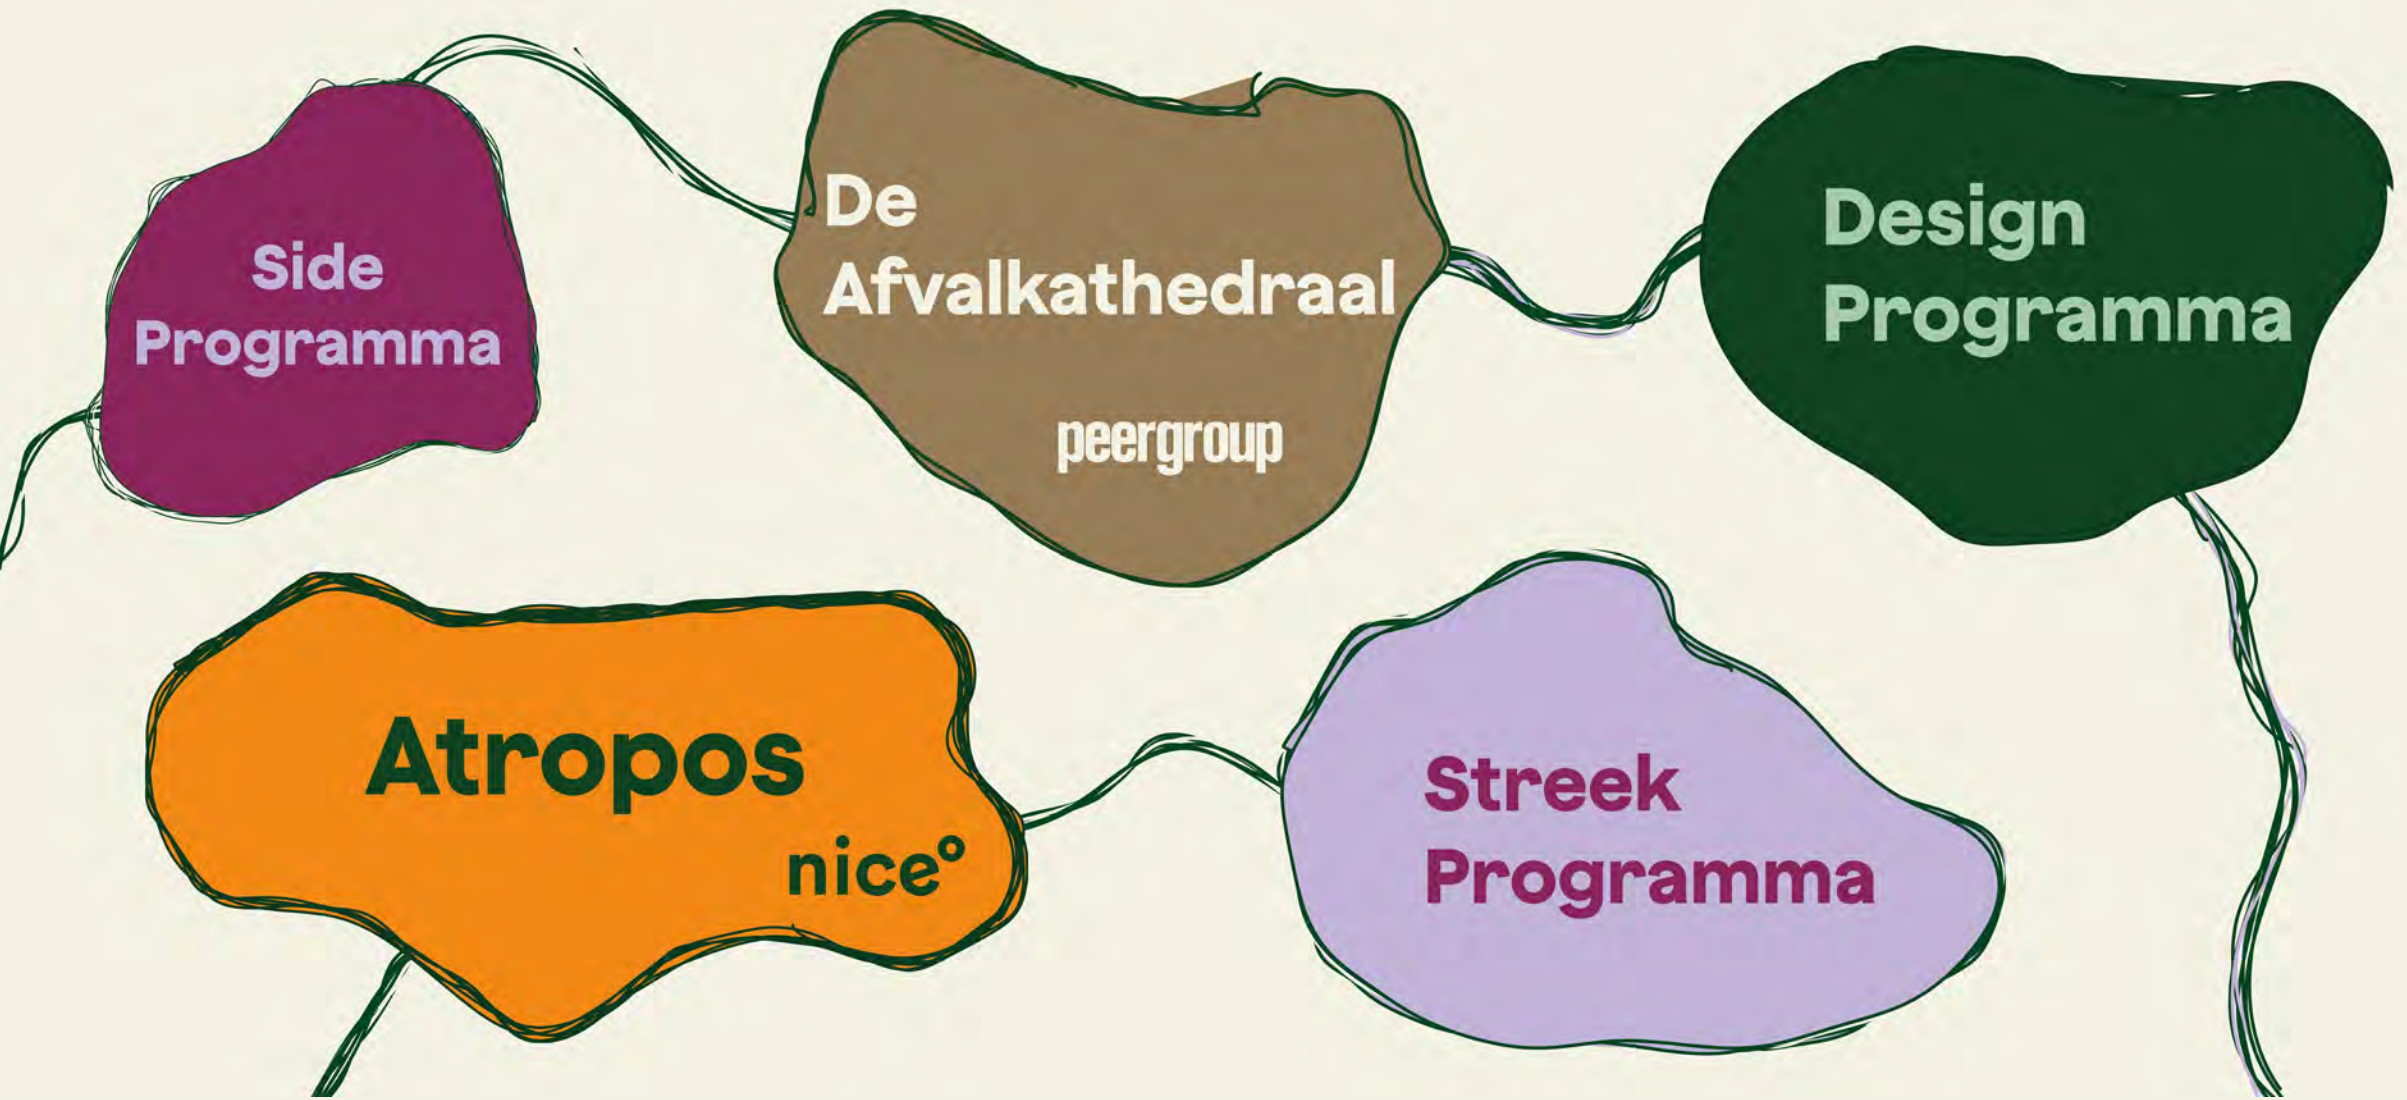 Side
Programma
De
Afvalkathedraal
peergroup
Design
Programma
Atropos
nice°
Streek
Programma